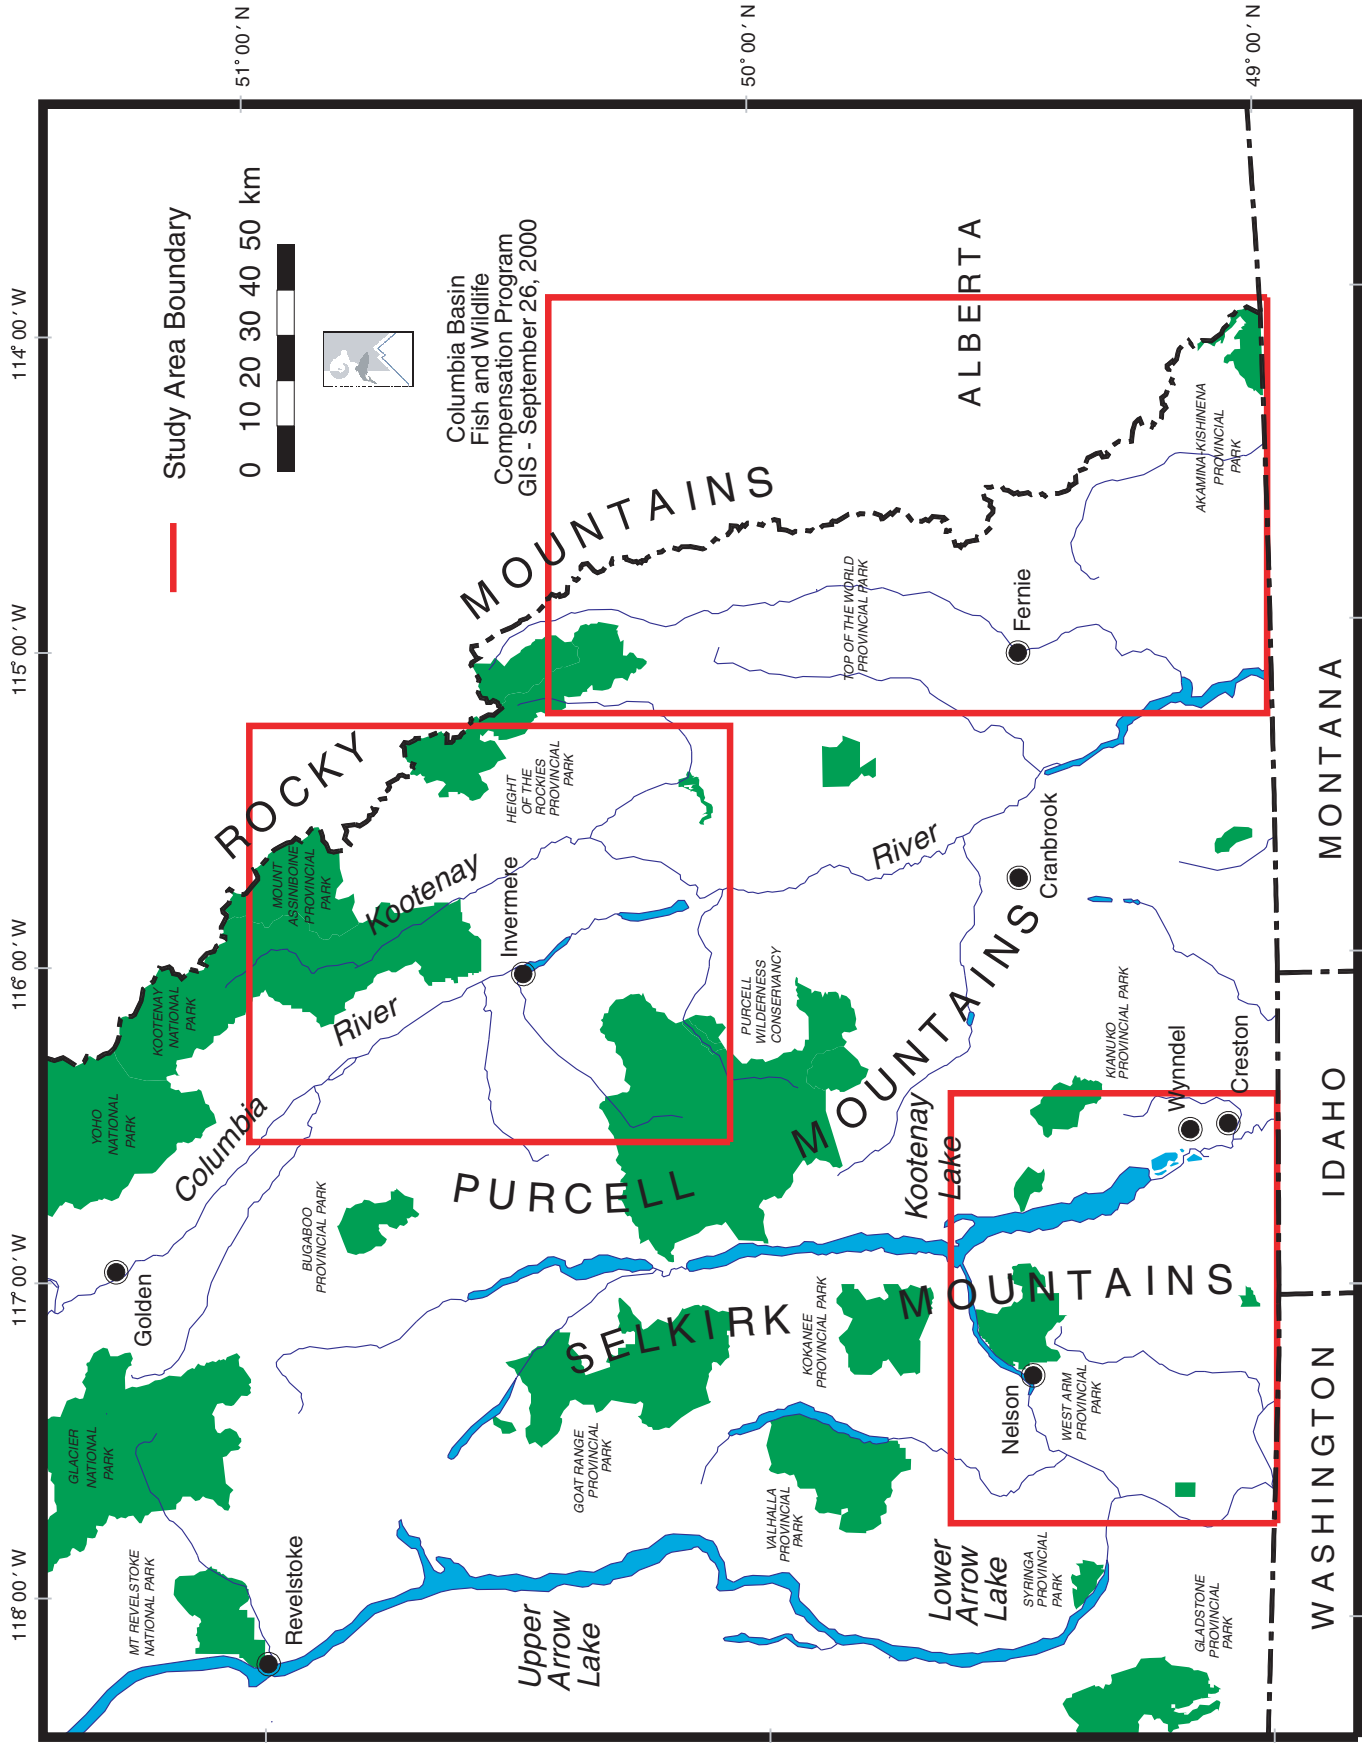 118° 00 ' W
117° 00 ' W
116° 00 ' W
115° 00 ' W
114° 00 ' W
51° 00 ' N
50° 00 ' N
49° 00 ' N
Study Area Boundary
0 10 20 30 40 50 km
Columbia Basin
Fish and Wildlife
Compensation Program
GIS - September 26, 2000
GLACIER
NATIONAL
PARK
MT REVELSTOKE
NATIONAL PARK
Revelstoke
Golden
YOHO
NATIONAL
PARK
KOOTENAY
NATIONAL
PARK
MOUNT
ASSINIBOINE
PROVINCIAL
PARK
ROCKY
MOUNTAINS
Columbia
River
Kootenay
River
BUGABOO
PROVINCIAL PARK
Invermere
HEIGHT
OF THE
ROCKIES
PROVINCIAL
PARK
PURCELL
MOUNTAINS
PURCELL
WILDERNESS
CONSERVANCY
TOP OF THE WORLD
PROVINCIAL PARK
ALBERTA
Upper
Arrow
Lake
GOAT RANGE
PROVINCIAL
PARK
SELKIRK
MOUNTAINS
VALHALLA
PROVINCIAL
PARK
KOKANEE
PROVINCIAL PARK
Kootenay
Lake
Lower
Arrow
Lake
SYRINGA
PROVINCIAL
PARK
Nelson
WEST ARM
PROVINCIAL
PARK
KIANUKO
PROVINCIAL PARK
Cranbrook
Fernie
Wynndel
Creston
AKAMINA-KISHINENA
PROVINCIAL
PARK
GLADSTONE
PROVINCIAL
PARK
WASHINGTON
IDAHO
MONTANA